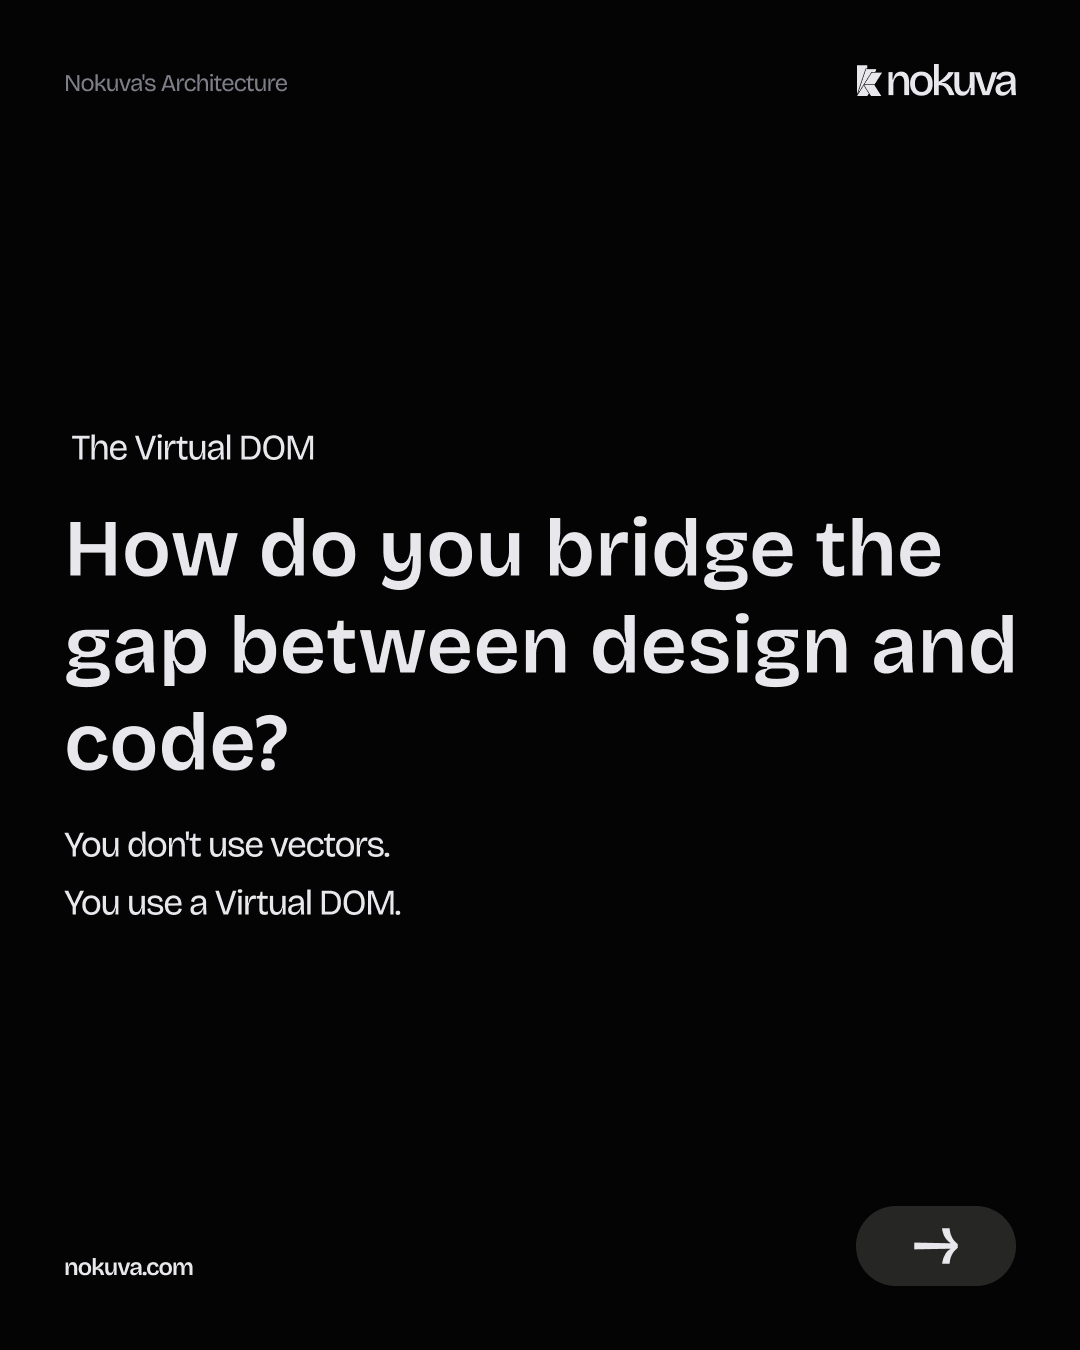 Nokuva's Architecture
nokuva
The Virtual DOM
How do you bridge the
gap between design and
code?
You don't use vectors.
You use a Virtual DOM.
nokuva.com